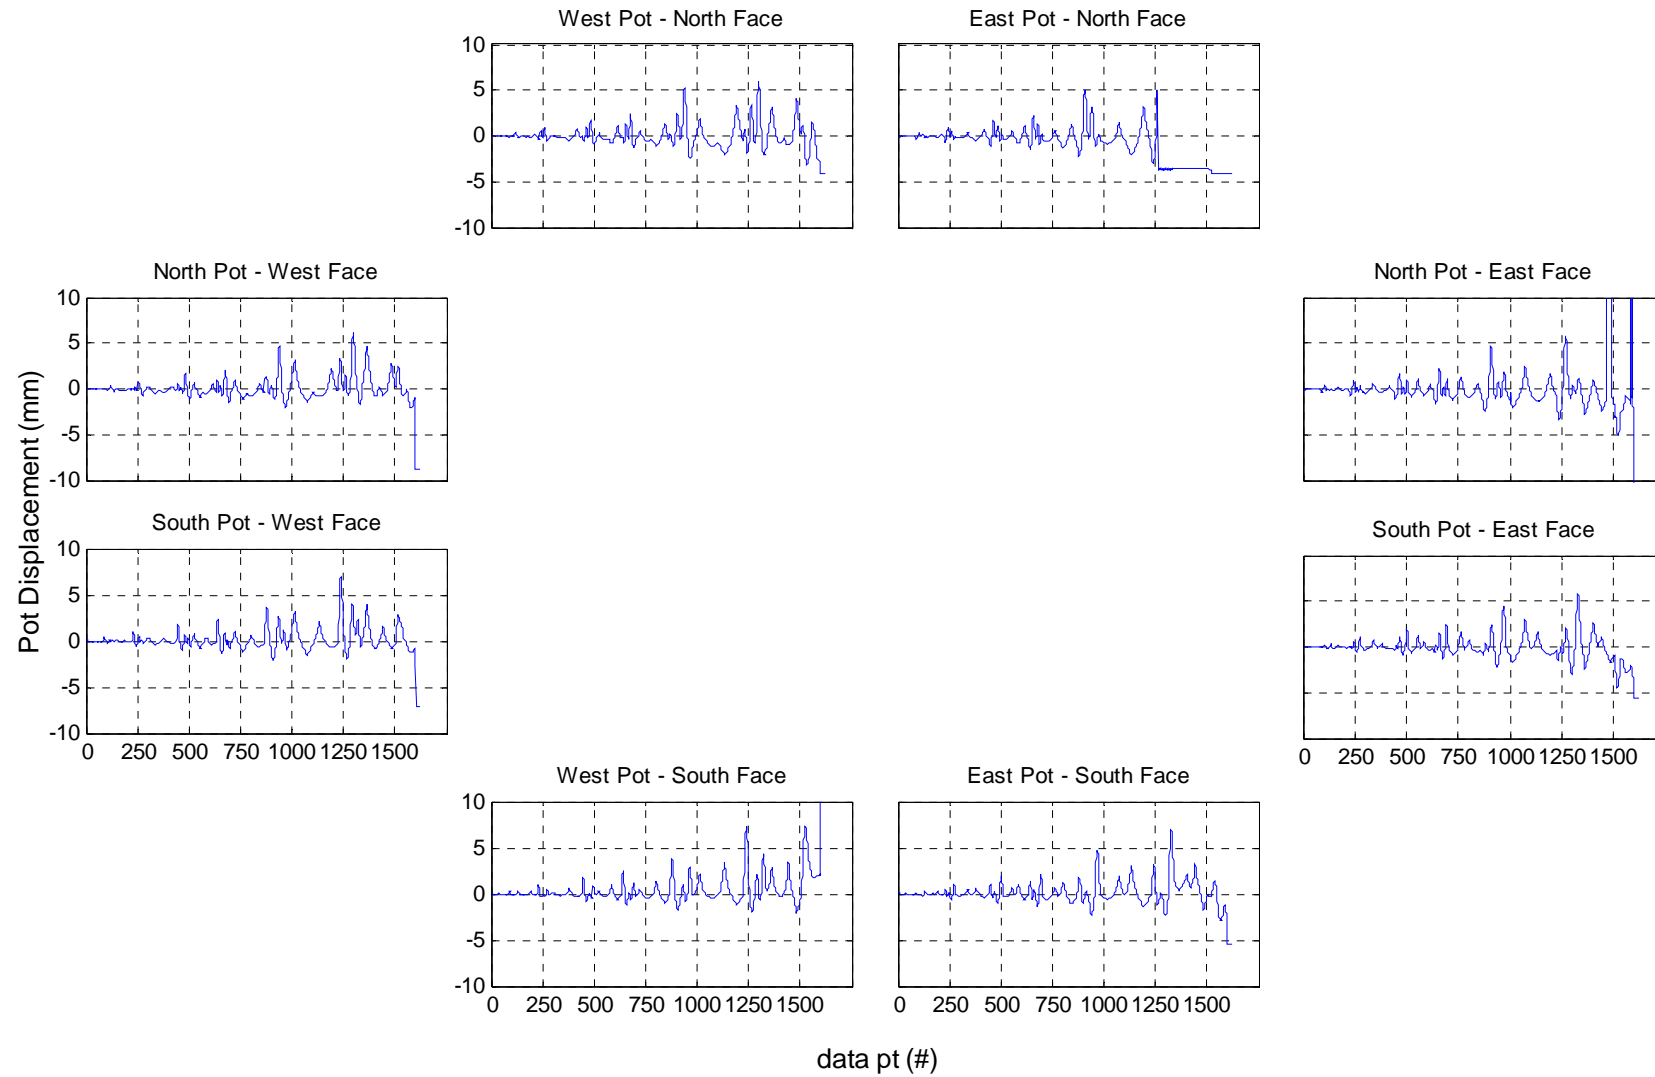 West Pot - North Face
East Pot - North Face
10
5
0
-5
-10
North Pot - West Face
North Pot - East Face
10
5
0
-5
-10
South Pot - West Face
South Pot - East Face
10
5
0
-5
-10
0 250 500 750 1000 1250 1500
0 250 500 750 1000 1250 1500
Pot Displacement (mm)
West Pot - South Face
East Pot - South Face
10
5
0
-5
-10
0 250 500 750 1000 1250 1500
0 250 500 750 1000 1250 1500
data pt (#)